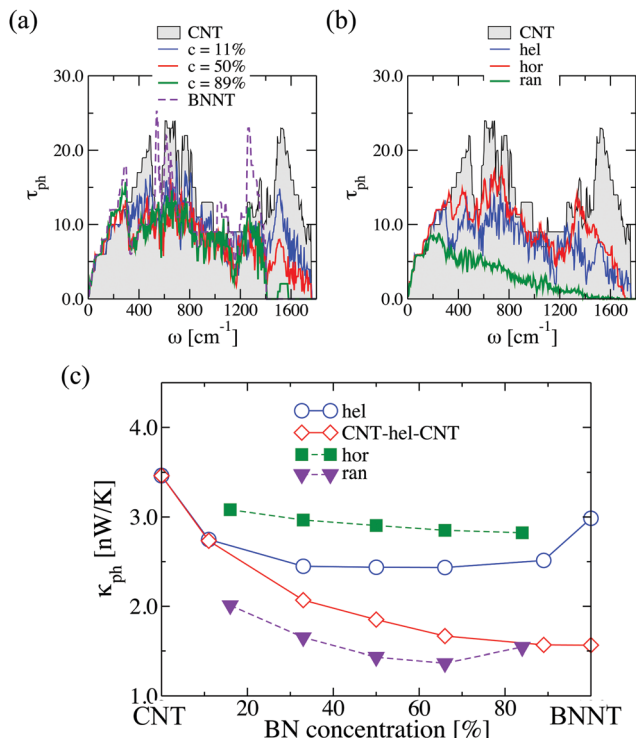 (a)
CNT
c = 11%
c = 50%
c = 89%
BNNT
30.0
20.0
10.0
0.0
τph
0 400 800 1200 1600
ω [cm⁻¹]
(b)
CNT
hel
hor
ran
30.0
20.0
10.0
0.0
τph
0 400 800 1200 1600
ω [cm⁻¹]
(c)
hel
CNT-hel-CNT
hor
ran
4.0
3.0
2.0
1.0
κph [nW/K]
CNT 20 40 60 80 BNNT
BN concentration [%]